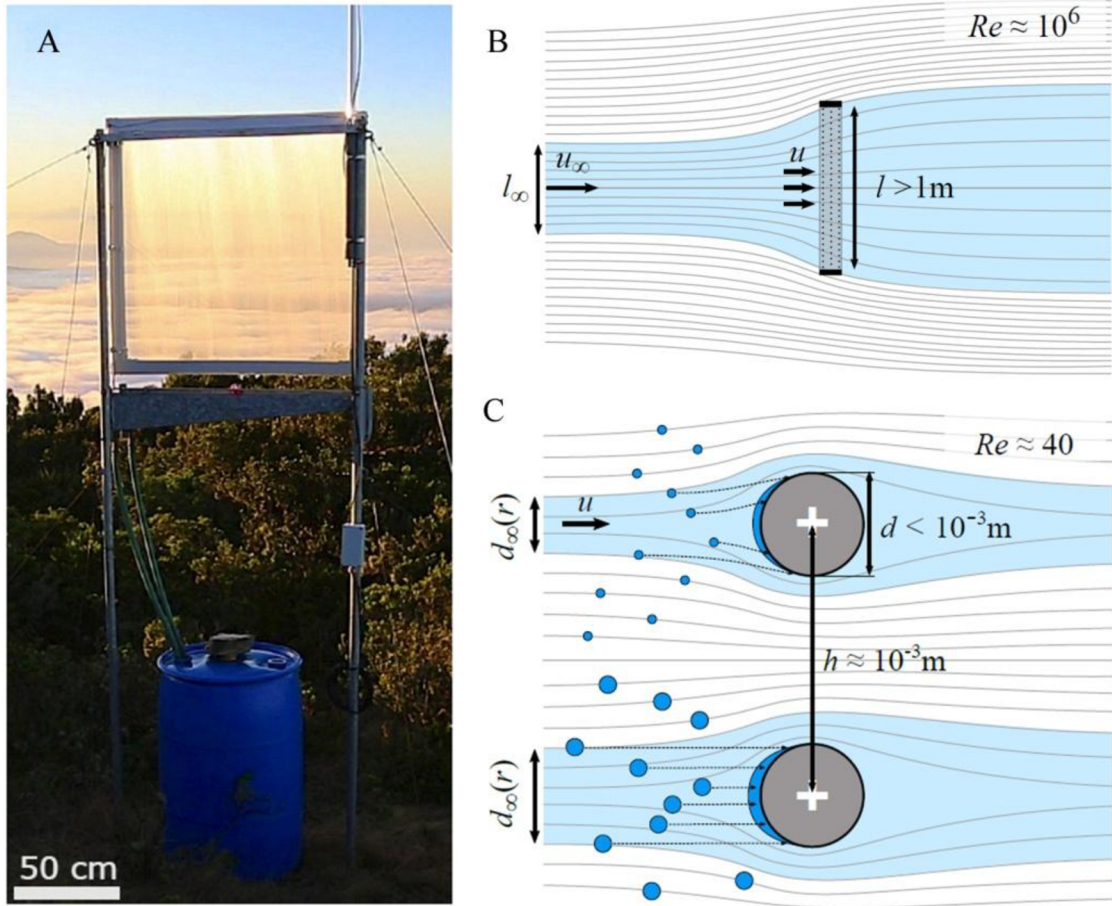 A
50 cm
B
Re ≈ 10⁶
l∞
u∞
u
l >1m
C
Re ≈ 40
d∞(r)
u
d < 10⁻³m
h ≈ 10⁻³m
d∞(r)